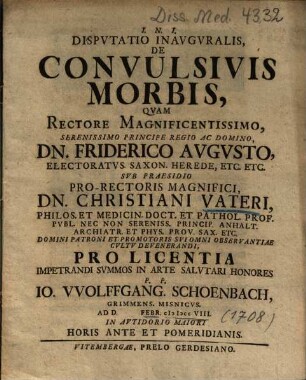 Diss. Med. 4332
I. N. I.
DISPVTATIO INAVGVRALIS,
DE
CONVULSIVIS
MORBIS,
QVAM
RECTORE MAGNIFICENTISSIMO,
SERENISSIMO PRINCIPE REGIO AC DOMINO,
DN. FRIDERICO AVGVSTO,
ELECTORATVS SAXON. HEREDE, ETC. ETC.
SVB PRAESIDIO
PRO-RECTORIS MAGNIFICI,
DN. CHRISTIANI VATERI,
PHILOS. ET MEDICIN. DOCT. ET PATHOL. PROF.
PVBL. NEC NON SERENISS. PRINCIP. ANHALT.
ARCHIATR. ET PHYS. PROV. SAX. ETC.
DOMINI PATRONI ET PROMOTORIS SVI OMNI OBSERVANTIAE
CVLTV DEVENERANDI,
PRO LICENTIA
IMPETRANDI SVMMOS IN ARTE SALVTARI HONORES
P. P.
IO. VVOLFFGANG. SCHOENBACH,
GRIMMENS. MISNICVS.
AD D. FEBR. cIɔ Iɔcc VIII.
(1708)
IN AVTIDORIO MAIORI
HORIS ANTE ET POMERIDIANIS.
VITEMBERGAE, PRELO GERDESIANO.